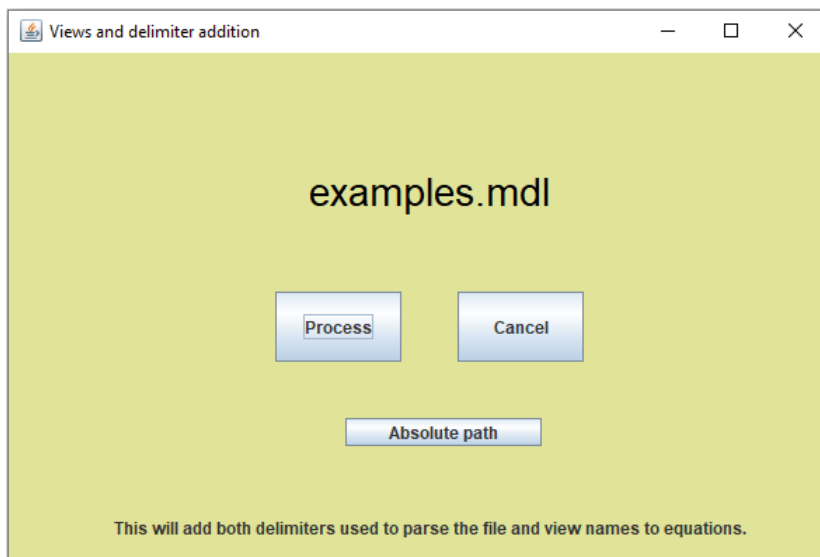 Views and delimiter addition
examples.mdl
Process
Cancel
Absolute path
This will add both delimiters used to parse the file and view names to equations.